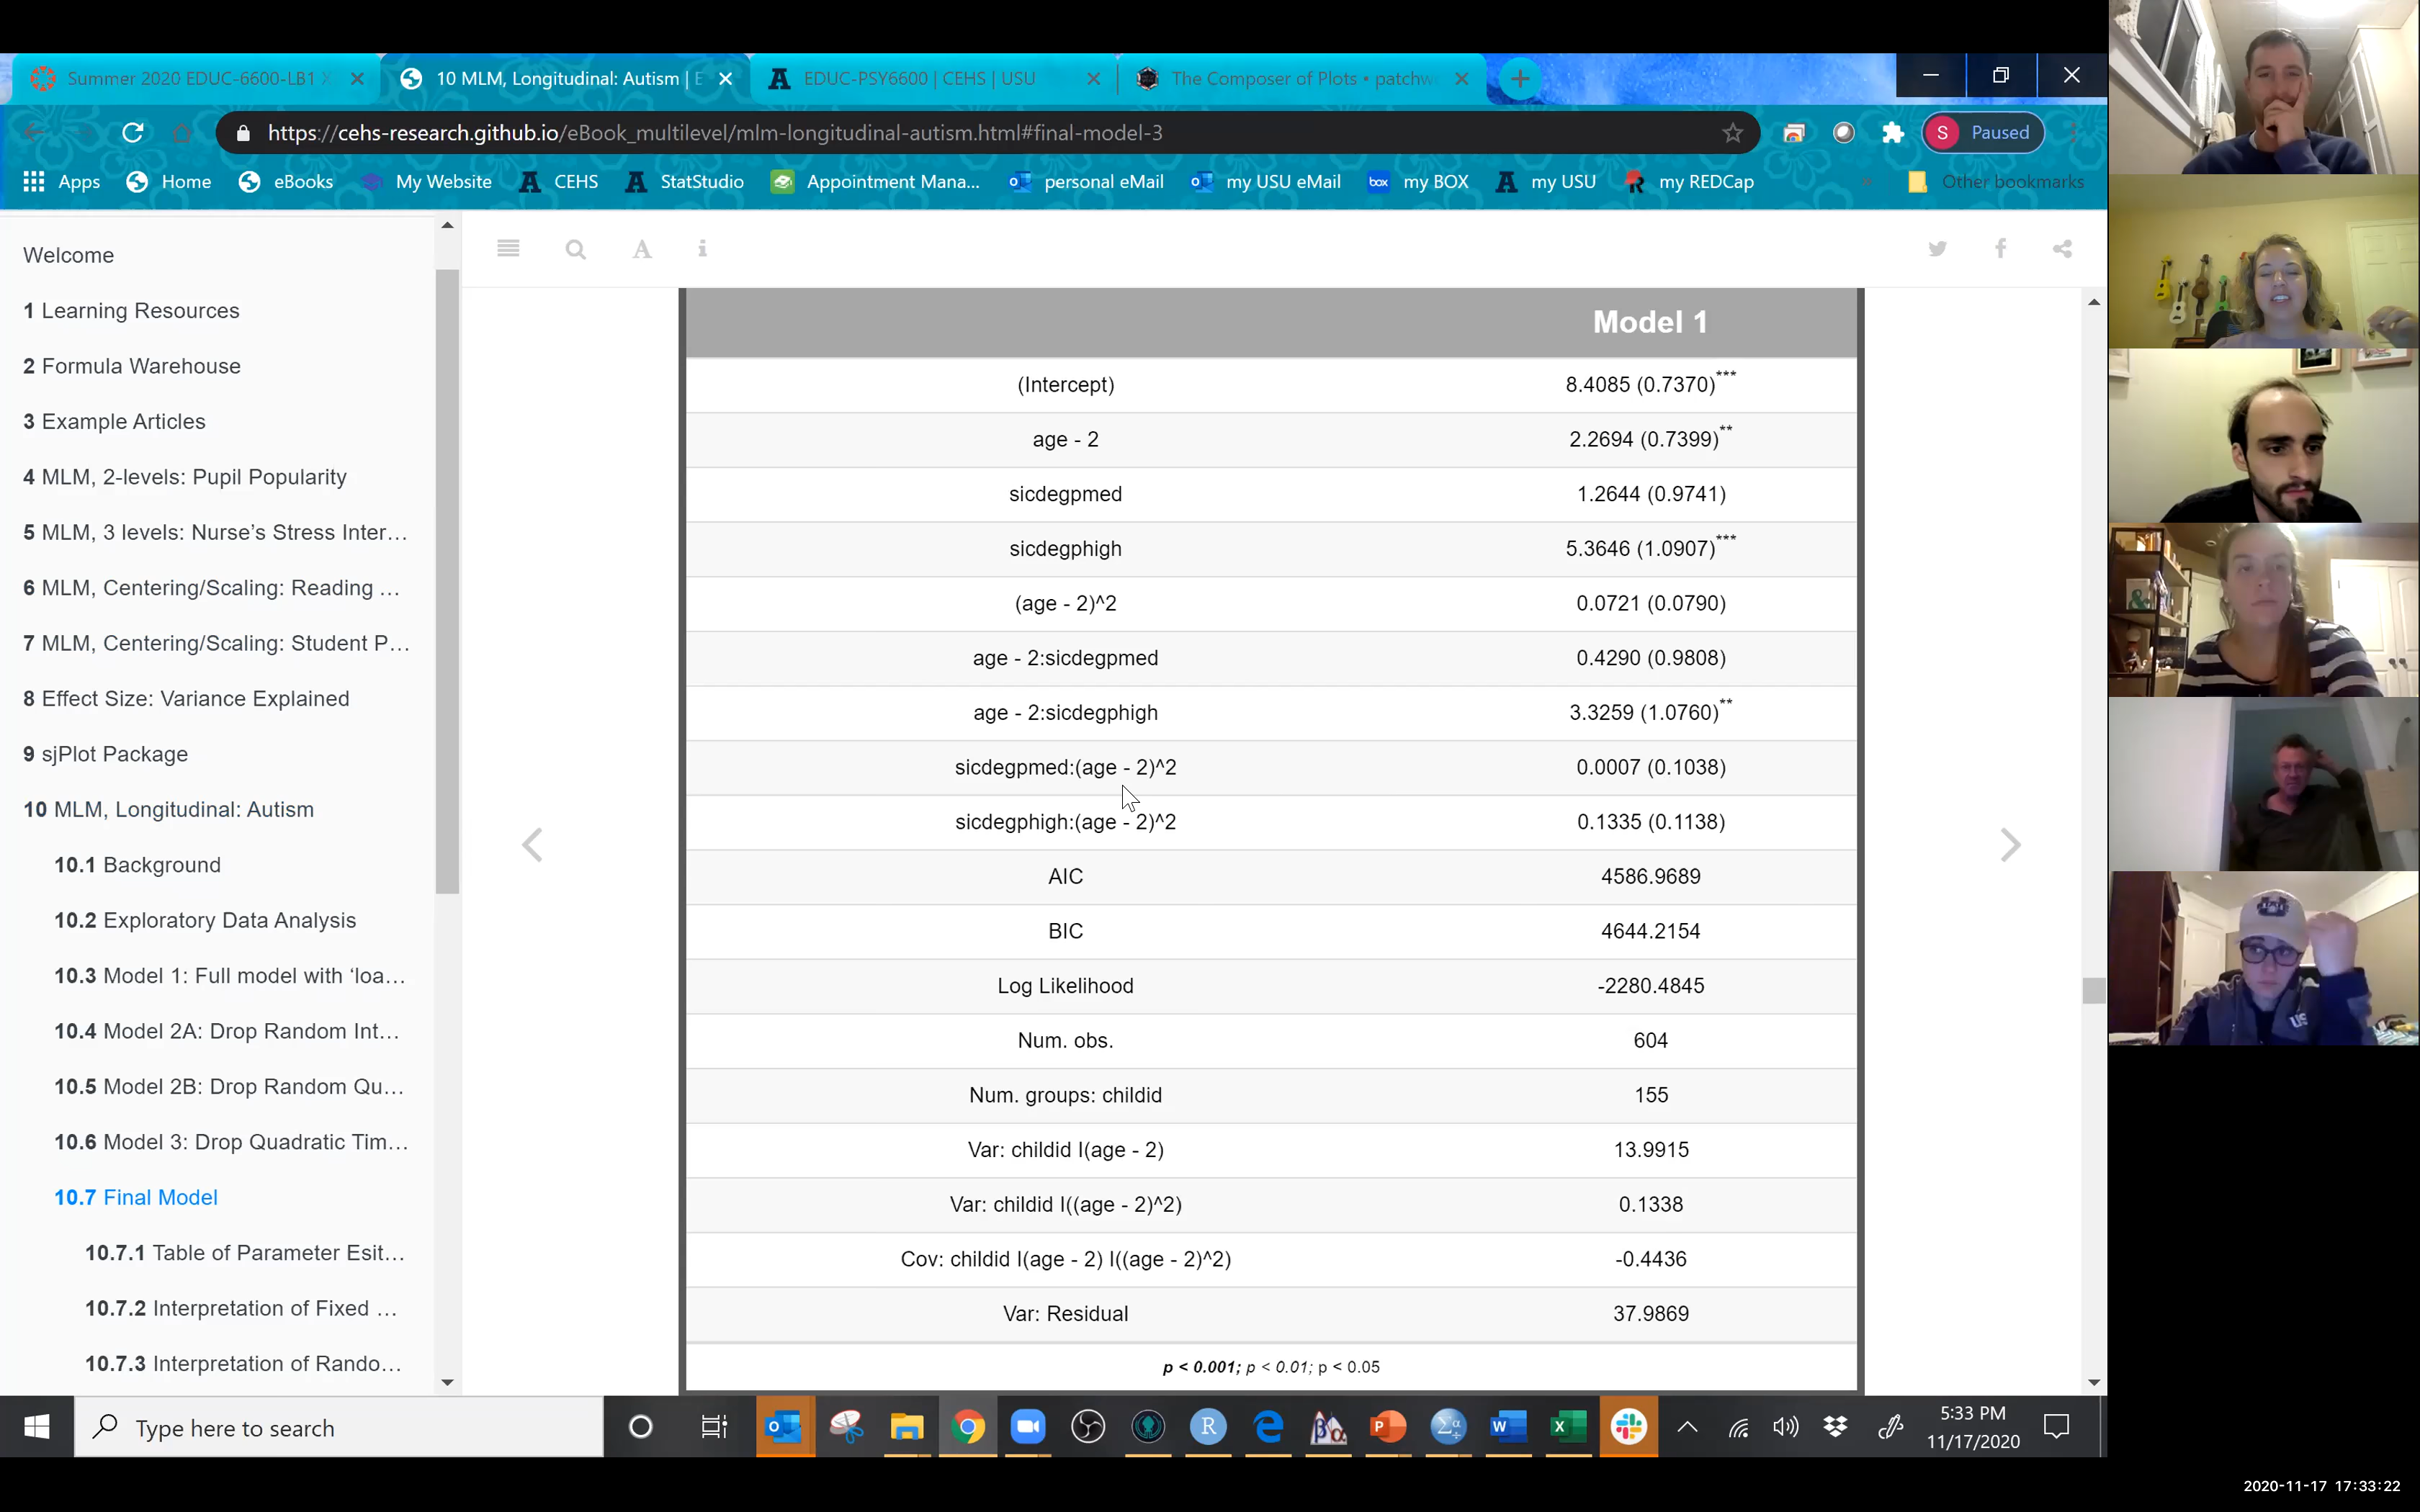 Summer 2020 EDUC-6600-LB1 X
10 MLM, Longitudinal: Autism | E
EDUC-PSY6600 | CEHS | USU
The Composer of Plots • patchw
https://cehs-research.github.io/eBook_multilevel/mlm-longitudinal-autism.html#final-model-3
S Paused
Apps Home eBooks My Website CEHS StatStudio Appointment Mana... personal eMail my USU eMail my BOX my USU my REDCap » Other bookmarks
Welcome
1 Learning Resources
2 Formula Warehouse
3 Example Articles
4 MLM, 2-levels: Pupil Popularity
5 MLM, 3 levels: Nurse's Stress Inter…
6 MLM, Centering/Scaling: Reading …
7 MLM, Centering/Scaling: Student P…
8 Effect Size: Variance Explained
9 sjPlot Package
10 MLM, Longitudinal: Autism
10.1 Background
10.2 Exploratory Data Analysis
10.3 Model 1: Full model with 'loa…
10.4 Model 2A: Drop Random Int…
10.5 Model 2B: Drop Random Qu…
10.6 Model 3: Drop Quadratic Tim…
10.7 Final Model
10.7.1 Table of Parameter Esit…
10.7.2 Interpretation of Fixed …
10.7.3 Interpretation of Rando…
Model 1
(Intercept) 8.4085 (0.7370)***
age - 2 2.2694 (0.7399)**
sicdegpmed 1.2644 (0.9741)
sicdegphigh 5.3646 (1.0907)***
(age - 2)^2 0.0721 (0.0790)
age - 2:sicdegpmed 0.4290 (0.9808)
age - 2:sicdegphigh 3.3259 (1.0760)**
sicdegpmed:(age - 2)^2 0.0007 (0.1038)
sicdegphigh:(age - 2)^2 0.1335 (0.1138)
AIC 4586.9689
BIC 4644.2154
Log Likelihood -2280.4845
Num. obs. 604
Num. groups: childid 155
Var: childid I(age - 2) 13.9915
Var: childid I((age - 2)^2) 0.1338
Cov: childid I(age - 2) I((age - 2)^2) -0.4436
Var: Residual 37.9869
p < 0.001; p < 0.01; p < 0.05
Type here to search
5:33 PM
11/17/2020
2020-11-17 17:33:22